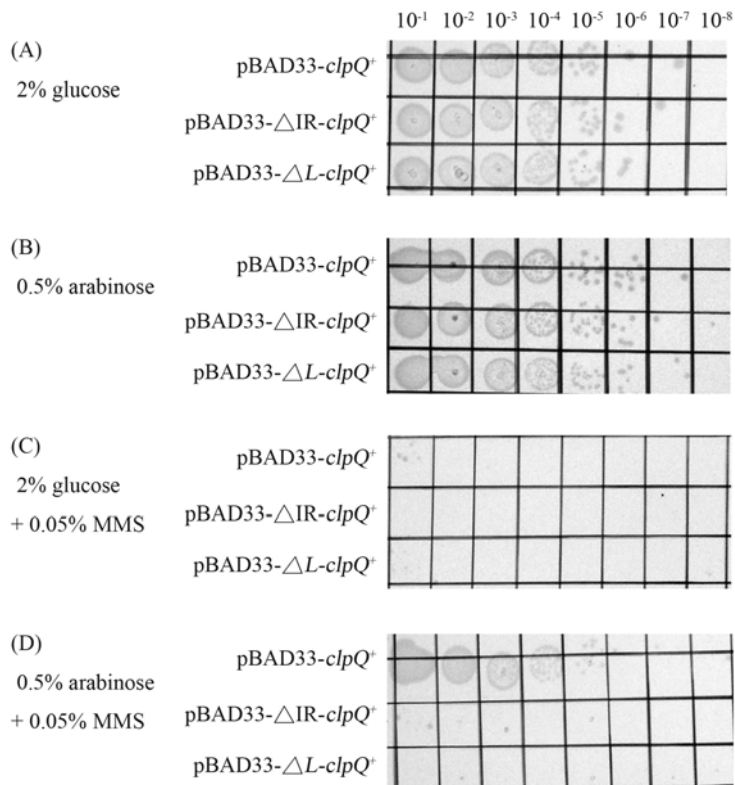 10⁻¹ 10⁻² 10⁻³ 10⁻⁴ 10⁻⁵ 10⁻⁶ 10⁻⁷ 10⁻⁸
(A)
2% glucose
pBAD33-clpQ⁺
pBAD33-△IR-clpQ⁺
pBAD33-△L-clpQ⁺
(B)
0.5% arabinose
pBAD33-clpQ⁺
pBAD33-△IR-clpQ⁺
pBAD33-△L-clpQ⁺
(C)
2% glucose
+ 0.05% MMS
pBAD33-clpQ⁺
pBAD33-△IR-clpQ⁺
pBAD33-△L-clpQ⁺
(D)
0.5% arabinose
+ 0.05% MMS
pBAD33-clpQ⁺
pBAD33-△IR-clpQ⁺
pBAD33-△L-clpQ⁺